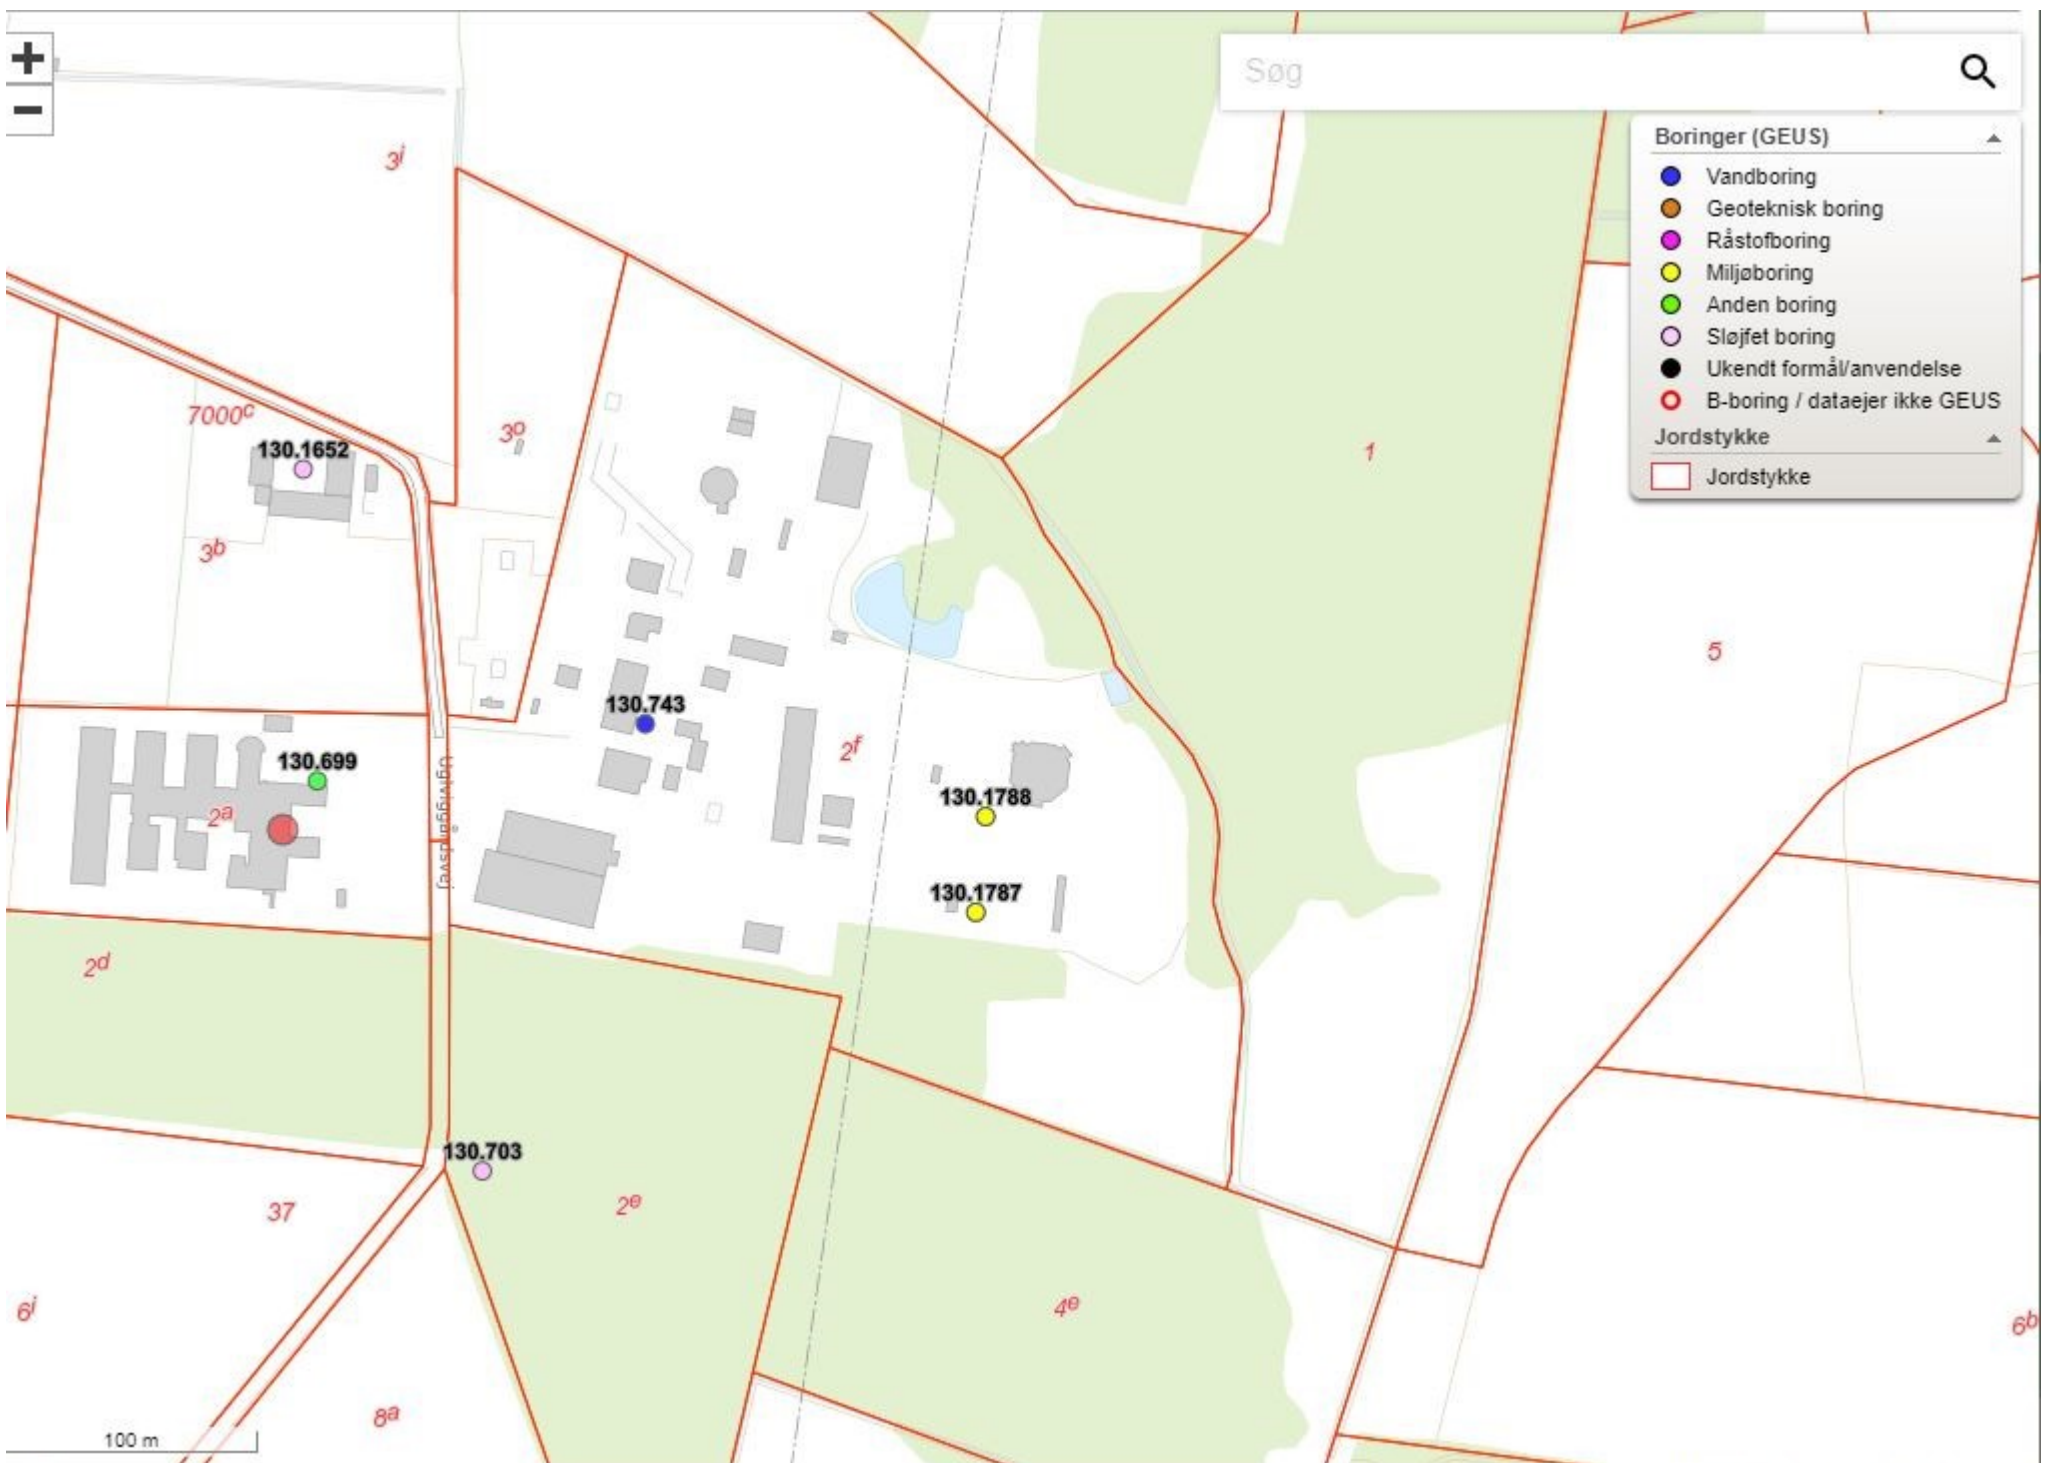 +
−
Søg
Boringer (GEUS)
Vandboring
Geoteknisk boring
Råstofboring
Miljøboring
Anden boring
Sløjfet boring
Ukendt formål/anvendelse
B-boring / dataejer ikke GEUS
Jordstykke
Jordstykke
3i
7000c
130.1652
3o
1
3b
5
130.743
130.699
2f
2a
130.1788
Uglviggårdsvej
130.1787
2d
130.703
37
2e
6i
4e
6b
8a
100 m